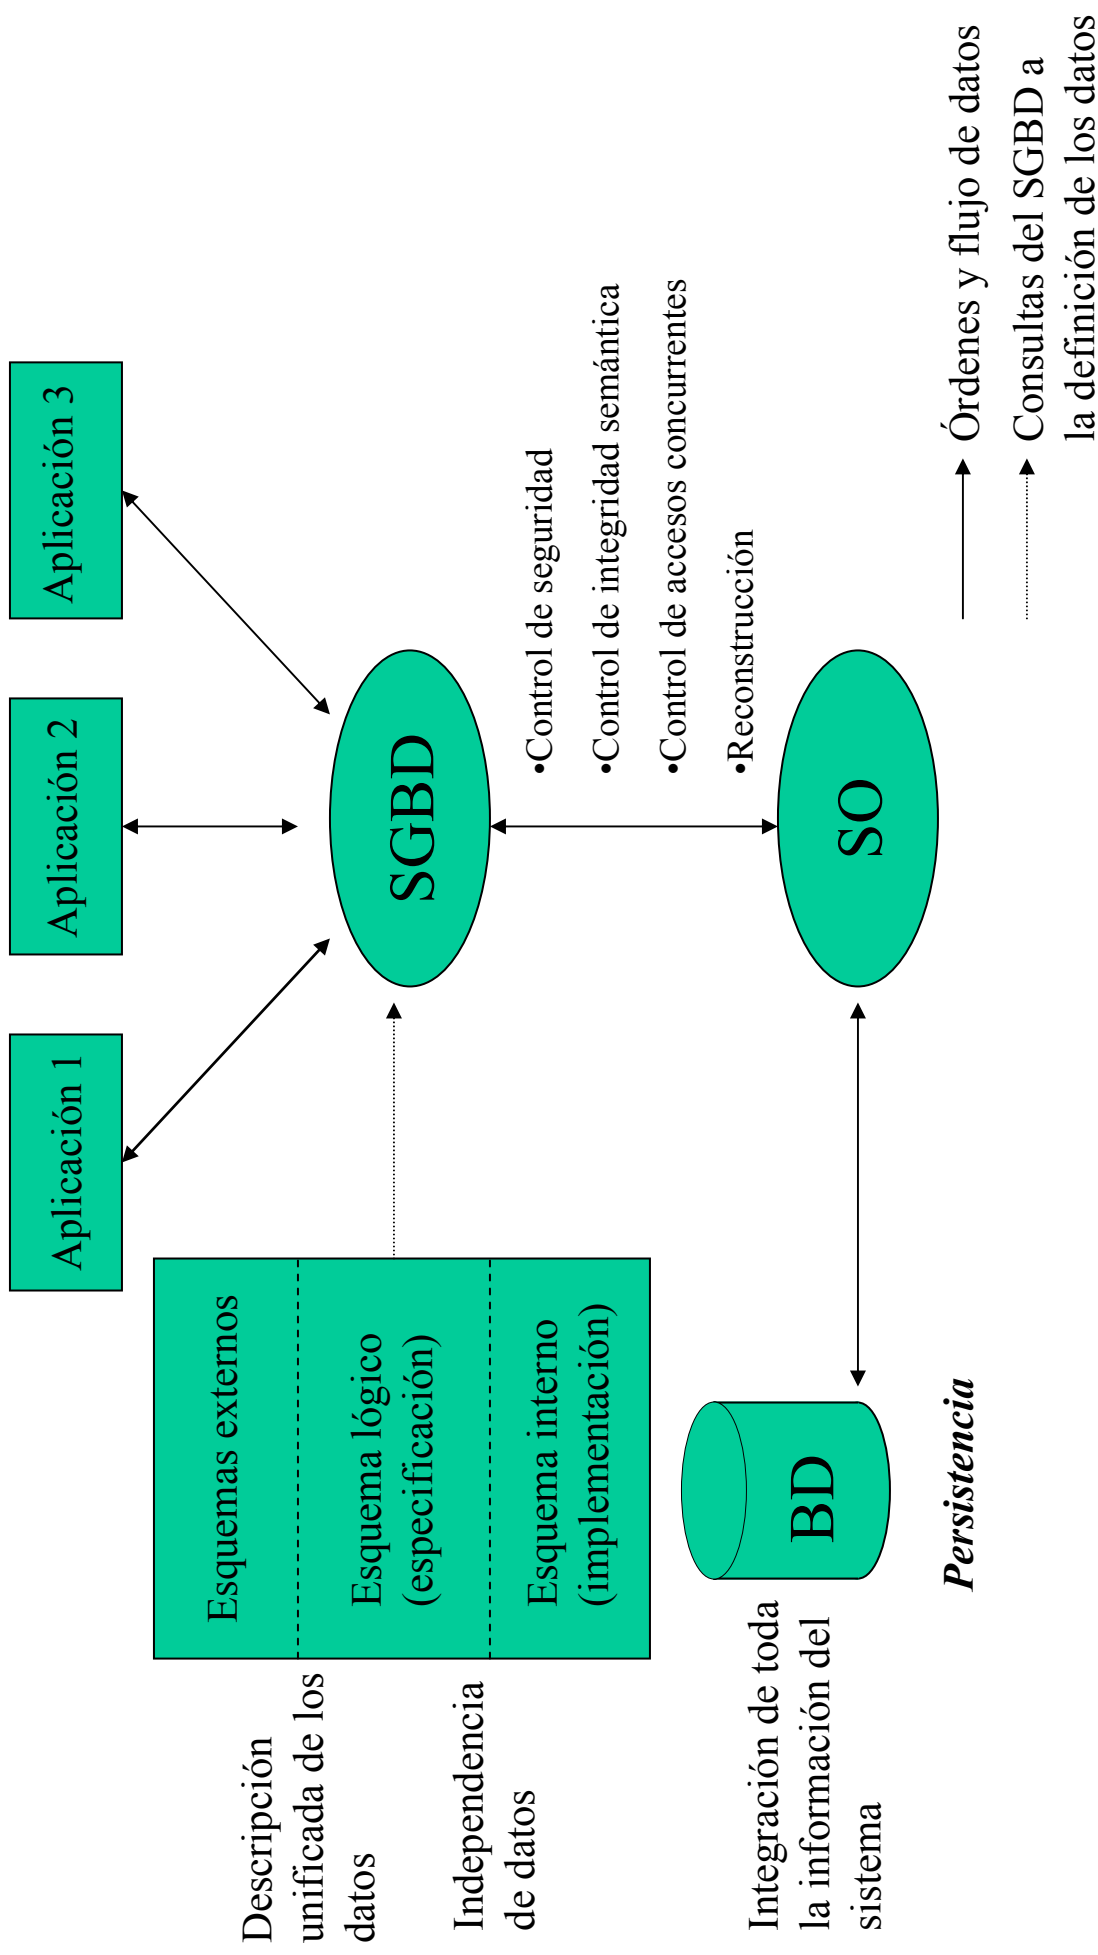 Aplicación 1
Aplicación 2
Aplicación 3
Descripción
unificada de los
datos
Esquemas externos
Esquema lógico
(especificación)
Independencia
de datos
Esquema interno
(implementación)
SGBD
•Control de seguridad
•Control de integridad semántica
•Control de accesos concurrentes
•Reconstrucción
Integración de toda
la información del
sistema
BD
SO
Persistencia
Órdenes y flujo de datos
Consultas del SGBD a
la definición de los datos